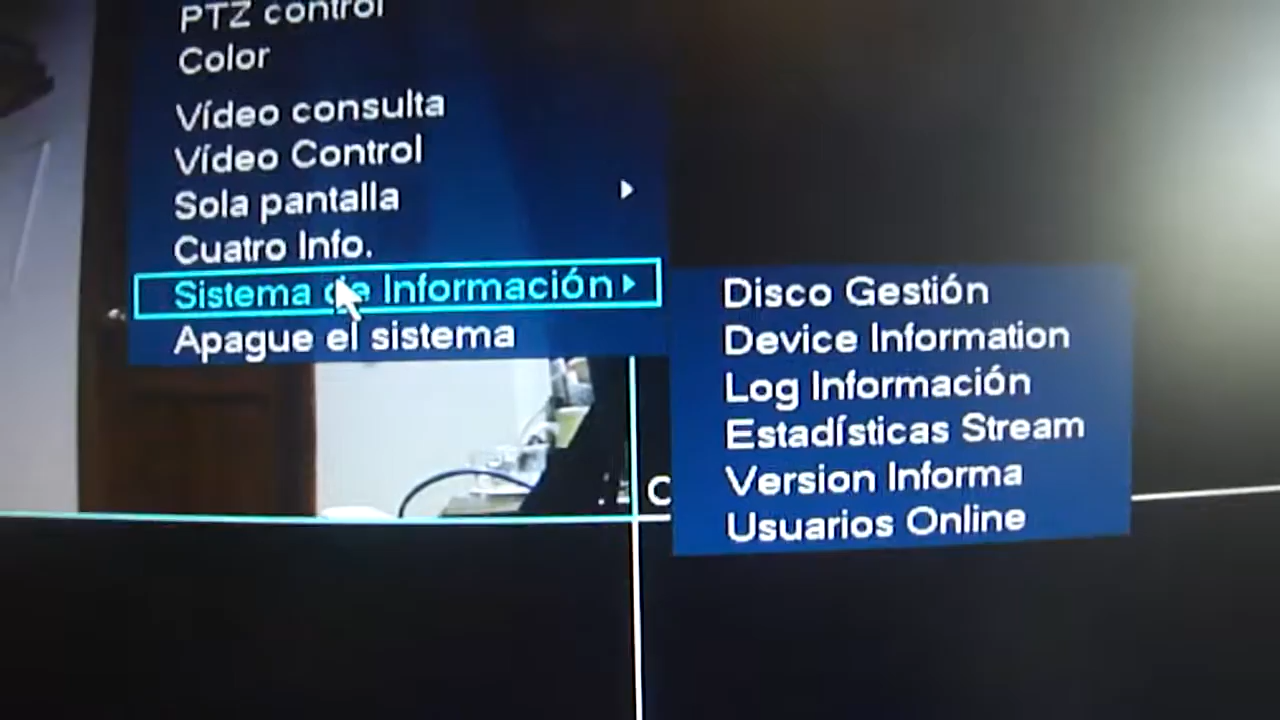 PTZ control
Color
Vídeo consulta
Vídeo Control
Sola pantalla
Cuatro Info.
Sistema de Información
Apague el sistema
Disco Gestión
Device Information
Log Información
Estadísticas Stream
Version Informa
Usuarios Online